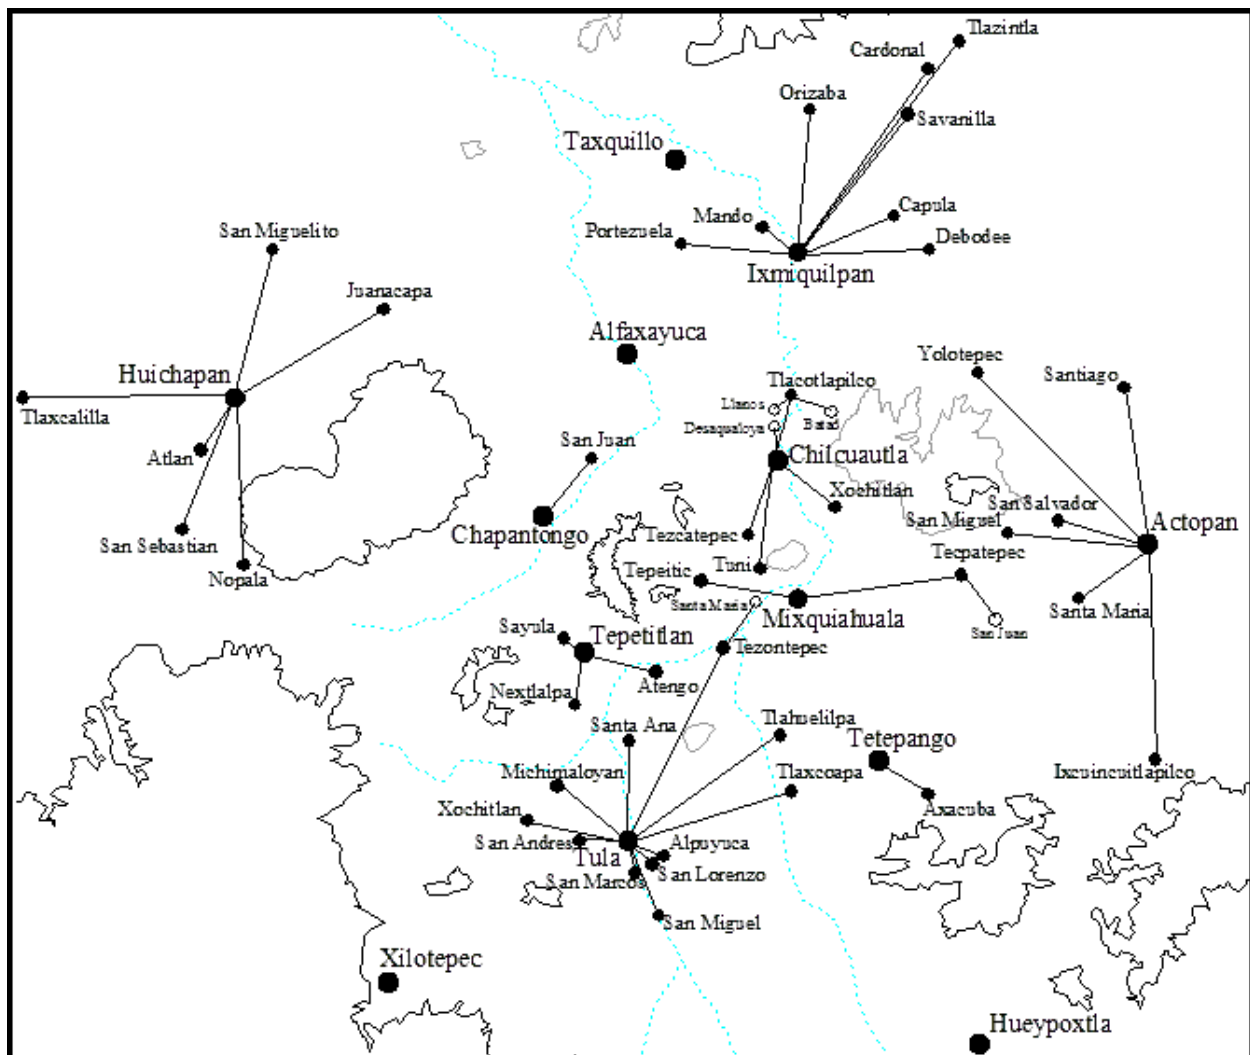 Tlazintla
Cardonal
Orizaba
Savanilla
Taxquillo
Capula
Mando
San Miguelito
Portezuela
Debodee
Ixmiquilpan
Juanacapa
Alfaxayuca
Yolotepec
Huichapan
Santiago
Tlacotlapilco
Llanos
Tlaxcalilla
Desaqualoya
San Juan
Chilcuautla
Atlan
Xochitlan
San Salvador
San Miguel
Actopan
Chapantongo
Tezcatepec
San Sebastian
Tecpatepec
Tuni
Tepeitic
Nopala
Santa Maria
Santa Maria
Mixquiahuala
San Juan
Sayula
Tepetitlan
Tezontepec
Atengo
Nextlalpa
Tlahuelilpa
Santa Ana
Tetepango
Michimaloyan
Tlaxcoapa
Ixcuincuitlapilco
Xochitlan
Axacuba
San Andres
Alpuyuca
Tula
San Lorenzo
San Marcos
San Miguel
Xilotepec
Hueypoxtla